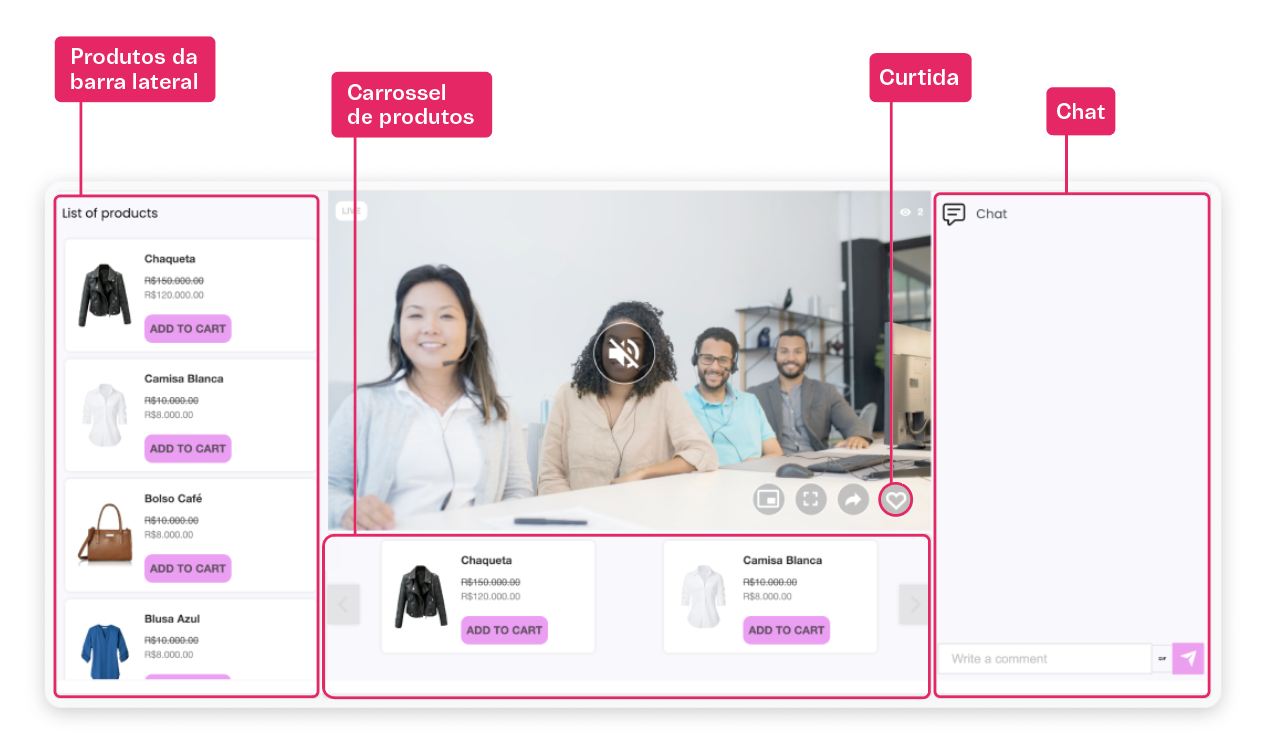 Produtos da
barra lateral
Carrossel
de produtos
Curtida
Chat
List of products
Chaqueta
R$150.000.00
R$120.000.00
ADD TO CART
Camisa Blanca
R$10.000.00
R$8.000.00
ADD TO CART
Bolso Café
R$10.000.00
R$8.000.00
ADD TO CART
Blusa Azul
R$10.000.00
R$8.000.00
LIVE
2
Chaqueta
R$150.000.00
R$120.000.00
ADD TO CART
Camisa Blanca
R$10.000.00
R$8.000.00
ADD TO CART
Chat
Write a comment
GIF